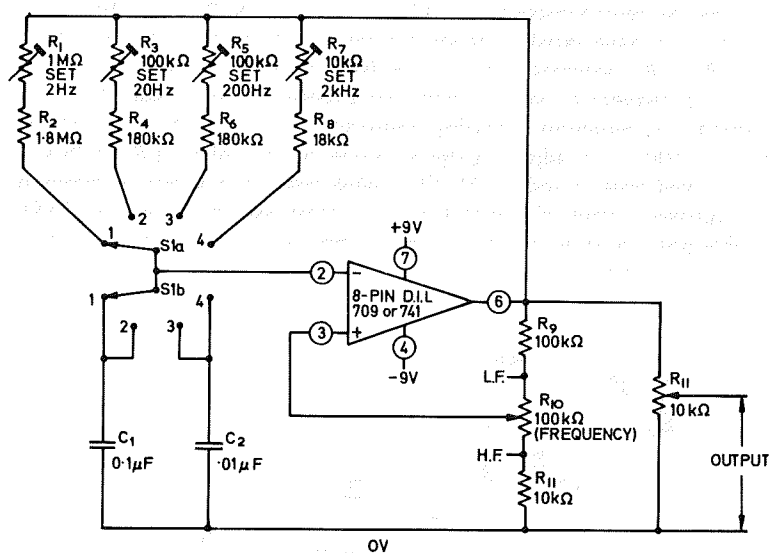 R1
1MΩ
SET
2Hz
R3
100kΩ
SET
20Hz
R5
100kΩ
SET
200Hz
R7
10kΩ
SET
2kHz
R2
1·8MΩ
R4
180kΩ
R6
180kΩ
R8
18kΩ
1
2
3
4
S1a
S1b
1
2
3
4
+9V
7
2
−
8-PIN D.I.L
709 or 741
6
3
+
4
-9V
R9
100kΩ
L.F.
R10
100kΩ
(FREQUENCY)
H.F.
R11
10kΩ
R11
10kΩ
OUTPUT
C1
0·1µF
C2
·01µF
0V